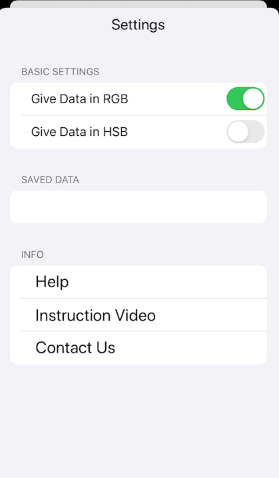 Settings
BASIC SETTINGS
Give Data in RGB
Give Data in HSB
SAVED DATA
INFO
Help
Instruction Video
Contact Us